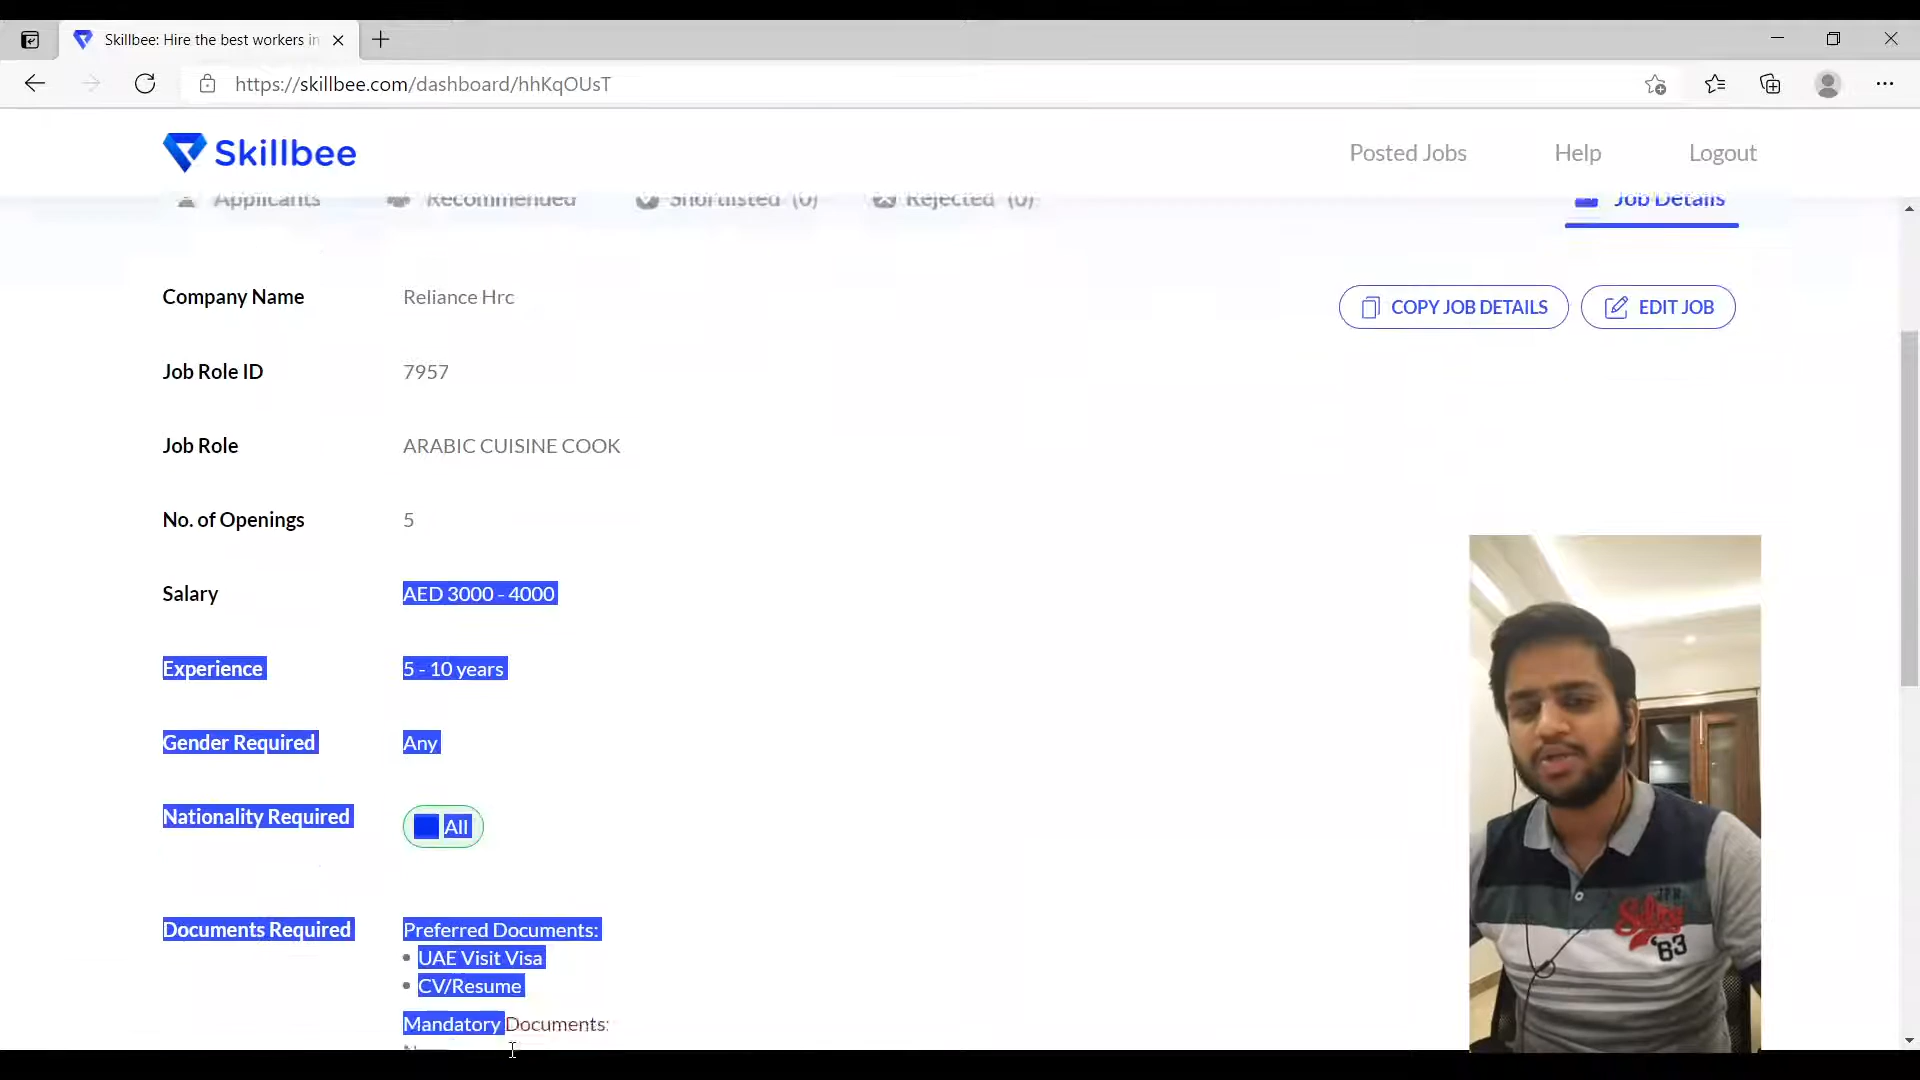 Skillbee: Hire the best workers in
https://skillbee.com/dashboard/hhKqOUsT
Skillbee
Posted Jobs
Help
Logout
Applicants
Recommended
Shortlisted (0)
Rejected (0)
Job Details
Company Name
Reliance Hrc
COPY JOB DETAILS
EDIT JOB
Job Role ID
7957
Job Role
ARABIC CUISINE COOK
No. of Openings
5
Salary
AED 3000 - 4000
Experience
5 - 10 years
Gender Required
Any
Nationality Required
All
Documents Required
Preferred Documents:
• UAE Visit Visa
• CV/Resume
Mandatory Documents:
'63